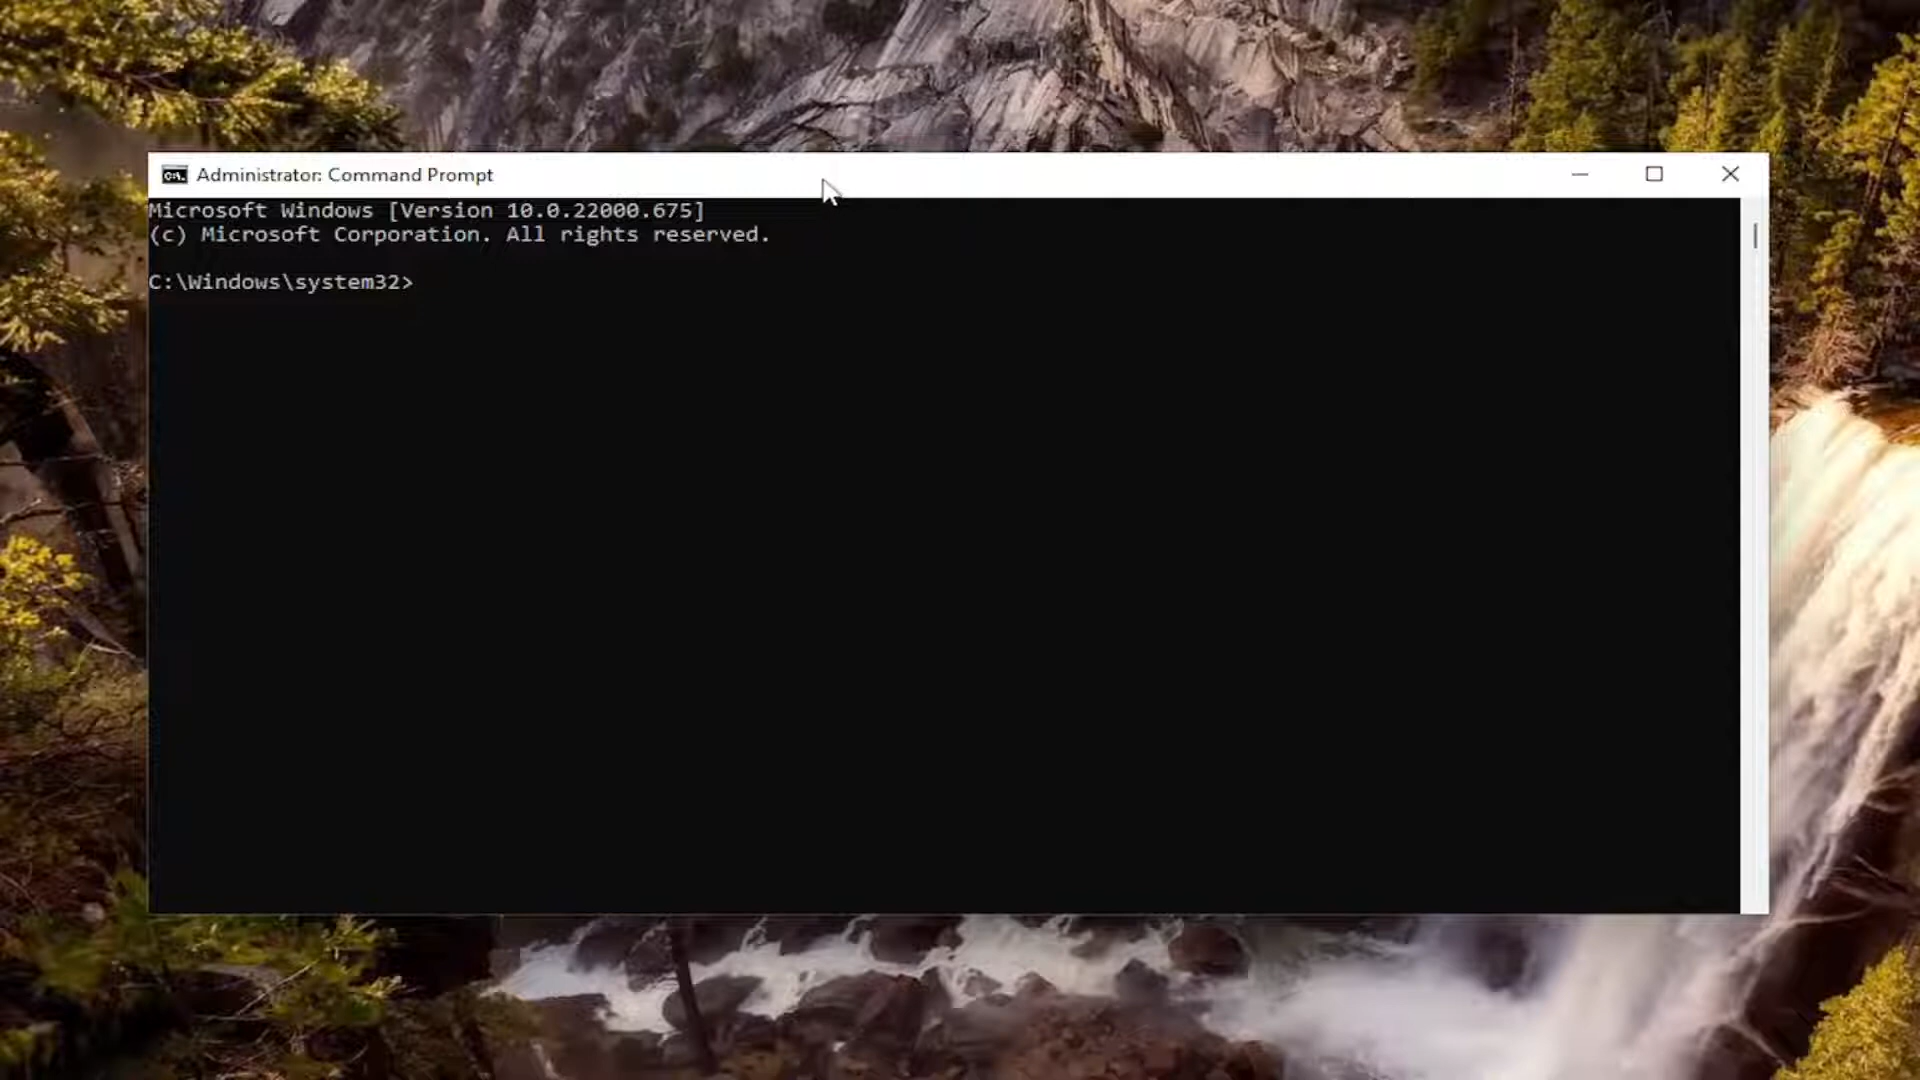 Administrator: Command Prompt
Microsoft Windows [Version 10.0.22000.675]
(c) Microsoft Corporation. All rights reserved.
C:\Windows\system32>